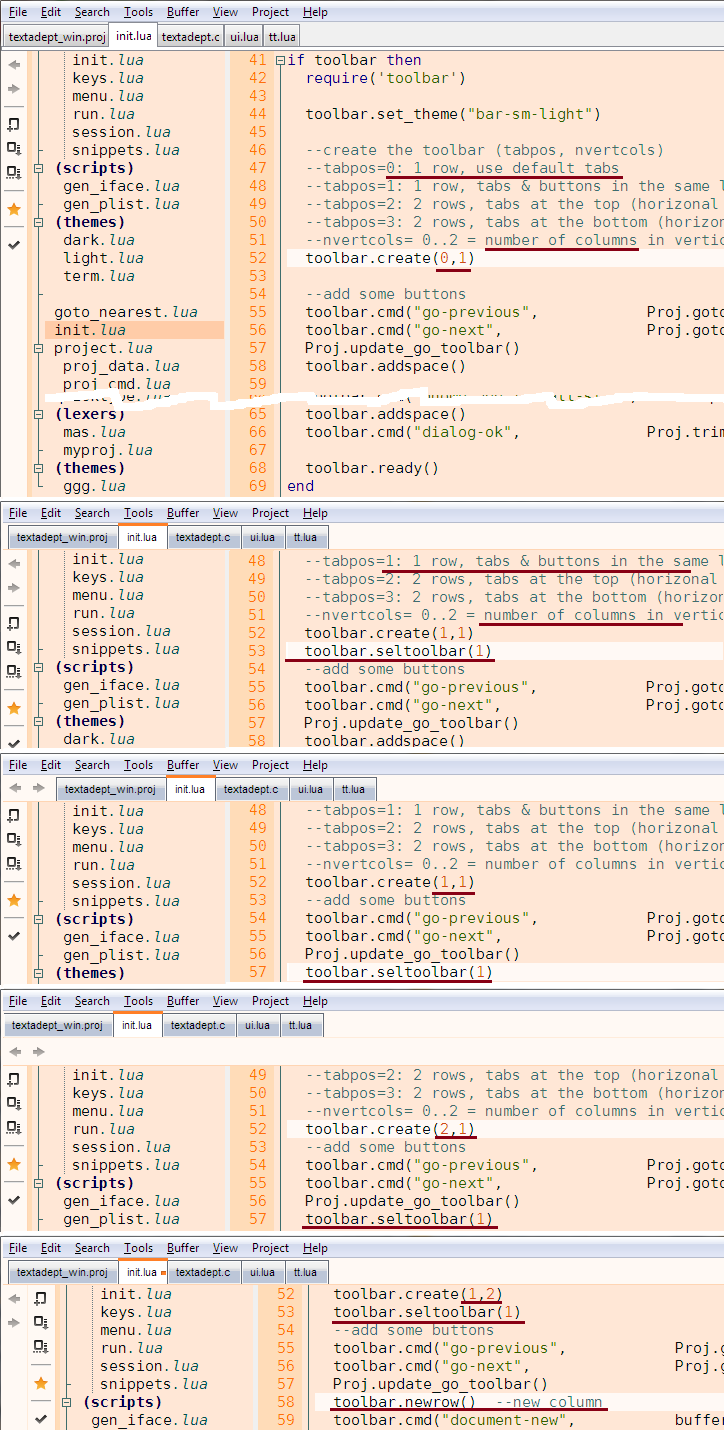 File Edit Search Tools Buffer View Project Help
textadept_win.proj init.lua textadept.c ui.lua tt.lua
init.lua 41 if toolbar then
keys.lua 42 require('toolbar')
menu.lua 43
run.lua 44 toolbar.set_theme("bar-sm-light")
session.lua 45
snippets.lua 46 --create the toolbar (tabpos, nvertcols)
(scripts) 47 --tabpos=0: 1 row, use default tabs
gen_iface.lua 48 --tabpos=1: 1 row, tabs & buttons in the same l
gen_plist.lua 49 --tabpos=2: 2 rows, tabs at the top (horizonal
(themes) 50 --tabpos=3: 2 rows, tabs at the bottom (horizon
dark.lua 51 --nvertcols= 0..2 = number of columns in vertic
light.lua 52 toolbar.create(0,1)
term.lua 53
54 --add some buttons
goto_nearest.lua 55 toolbar.cmd("go-previous", Proj.goto
init.lua 56 toolbar.cmd("go-next", Proj.goto
project.lua 57 Proj.update_go_toolbar()
proj_data.lua 58 toolbar.addspace()
proj_cmd.lua 59
(lexers) 65 toolbar.addspace()
mas.lua 66 toolbar.cmd("dialog-ok", Proj.trim
myproj.lua 67
(themes) 68 toolbar.ready()
ggg.lua 69 end
File Edit Search Tools Buffer View Project Help
textadept_win.proj init.lua textadept.c ui.lua tt.lua
init.lua 48 --tabpos=1: 1 row, tabs & buttons in the same l
keys.lua 49 --tabpos=2: 2 rows, tabs at the top (horizonal
menu.lua 50 --tabpos=3: 2 rows, tabs at the bottom (horizon
run.lua 51 --nvertcols= 0..2 = number of columns in vertic
session.lua 52 toolbar.create(1,1)
snippets.lua 53 toolbar.seltoolbar(1)
(scripts) 54 --add some buttons
gen_iface.lua 55 toolbar.cmd("go-previous", Proj.goto
gen_plist.lua 56 toolbar.cmd("go-next", Proj.goto
(themes) 57 Proj.update_go_toolbar()
dark.lua 58 toolbar.addspace()
File Edit Search Tools Buffer View Project Help
textadept_win.proj init.lua textadept.c ui.lua tt.lua
init.lua 48 --tabpos=1: 1 row, tabs & buttons in the same l
keys.lua 49 --tabpos=2: 2 rows, tabs at the top (horizonal
menu.lua 50 --tabpos=3: 2 rows, tabs at the bottom (horizon
run.lua 51 --nvertcols= 0..2 = number of columns in vertic
session.lua 52 toolbar.create(1,1)
snippets.lua 53 --add some buttons
(scripts) 54 toolbar.cmd("go-previous", Proj.goto
gen_iface.lua 55 toolbar.cmd("go-next", Proj.goto
gen_plist.lua 56 Proj.update_go_toolbar()
(themes) 57 toolbar.seltoolbar(1)
File Edit Search Tools Buffer View Project Help
textadept_win.proj init.lua textadept.c ui.lua tt.lua
init.lua 49 --tabpos=2: 2 rows, tabs at the top (horizonal
keys.lua 50 --tabpos=3: 2 rows, tabs at the bottom (horizon
menu.lua 51 --nvertcols= 0..2 = number of columns in vertic
run.lua 52 toolbar.create(2,1)
session.lua 53 --add some buttons
snippets.lua 54 toolbar.cmd("go-previous", Proj.goto
(scripts) 55 toolbar.cmd("go-next", Proj.goto
gen_iface.lua 56 Proj.update_go_toolbar()
gen_plist.lua 57 toolbar.seltoolbar(1)
File Edit Search Tools Buffer View Project Help
textadept_win.proj init.lua textadept.c ui.lua tt.lua
init.lua 52 toolbar.create(1,2)
keys.lua 53 toolbar.seltoolbar(1)
menu.lua 54 --add some buttons
run.lua 55 toolbar.cmd("go-previous", Proj.g
session.lua 56 toolbar.cmd("go-next", Proj.g
snippets.lua 57 Proj.update_go_toolbar()
(scripts) 58 toolbar.newrow() --new column
gen_iface.lua 59 toolbar.cmd("document-new", buffer